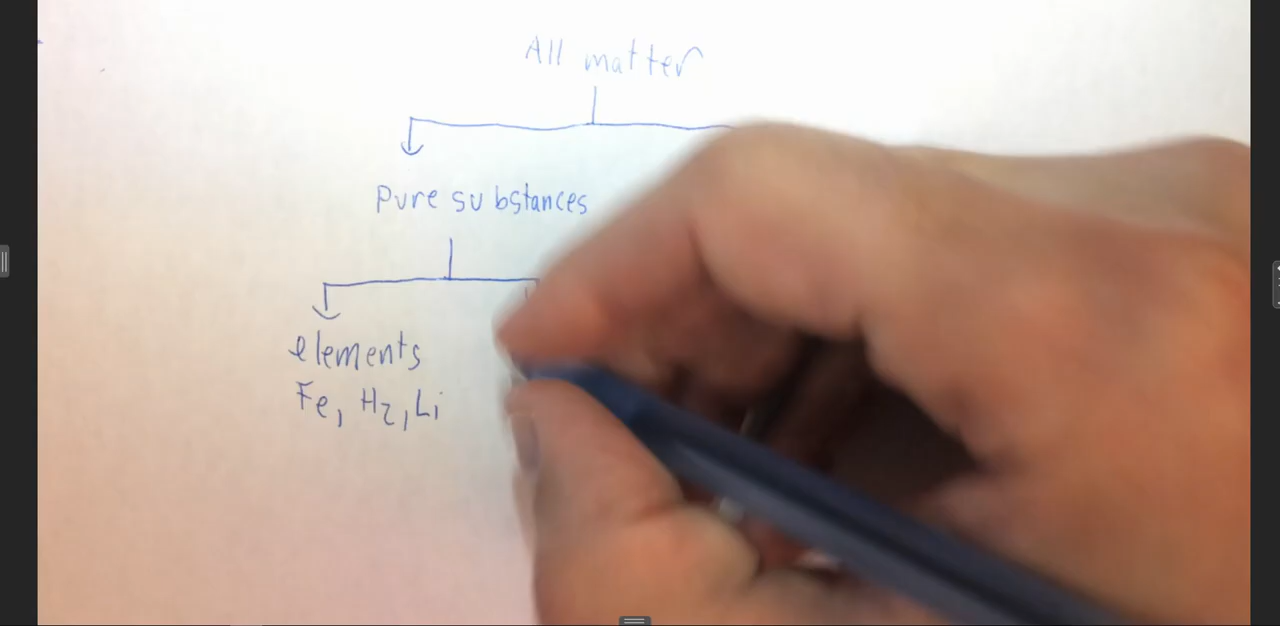 All matter
Pure substances
elements
Fe, H2, Li